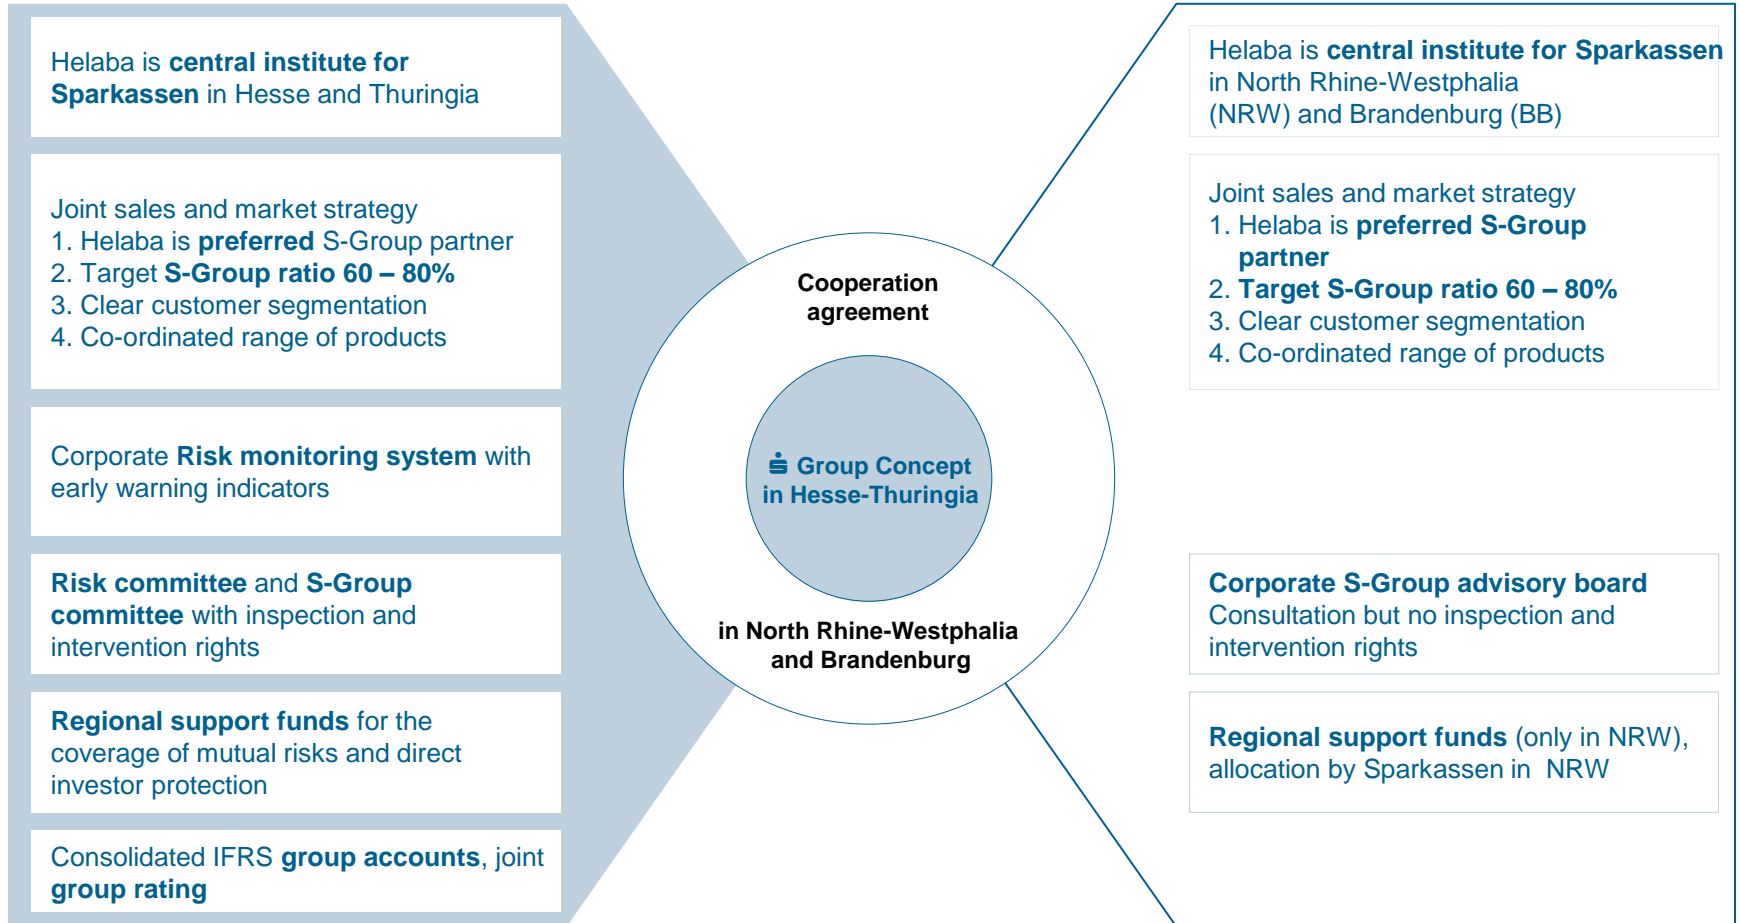 Helaba is central institute for
Sparkassen in Hesse and Thuringia
Joint sales and market strategy
1. Helaba is preferred S-Group partner
2. Target S-Group ratio 60 – 80%
3. Clear customer segmentation
4. Co-ordinated range of products
Corporate Risk monitoring system with
early warning indicators
Risk committee and S-Group
committee with inspection and
intervention rights
Regional support funds for the
coverage of mutual risks and direct
investor protection
Consolidated IFRS group accounts, joint
group rating
Cooperation
agreement
Group Concept
in Hesse-Thuringia
in North Rhine-Westphalia
and Brandenburg
Helaba is central institute for Sparkassen
in North Rhine-Westphalia
(NRW) and Brandenburg (BB)
Joint sales and market strategy
1. Helaba is preferred S-Group
partner
2. Target S-Group ratio 60 – 80%
3. Clear customer segmentation
4. Co-ordinated range of products
Corporate S-Group advisory board
Consultation but no inspection and
intervention rights
Regional support funds (only in NRW),
allocation by Sparkassen in NRW